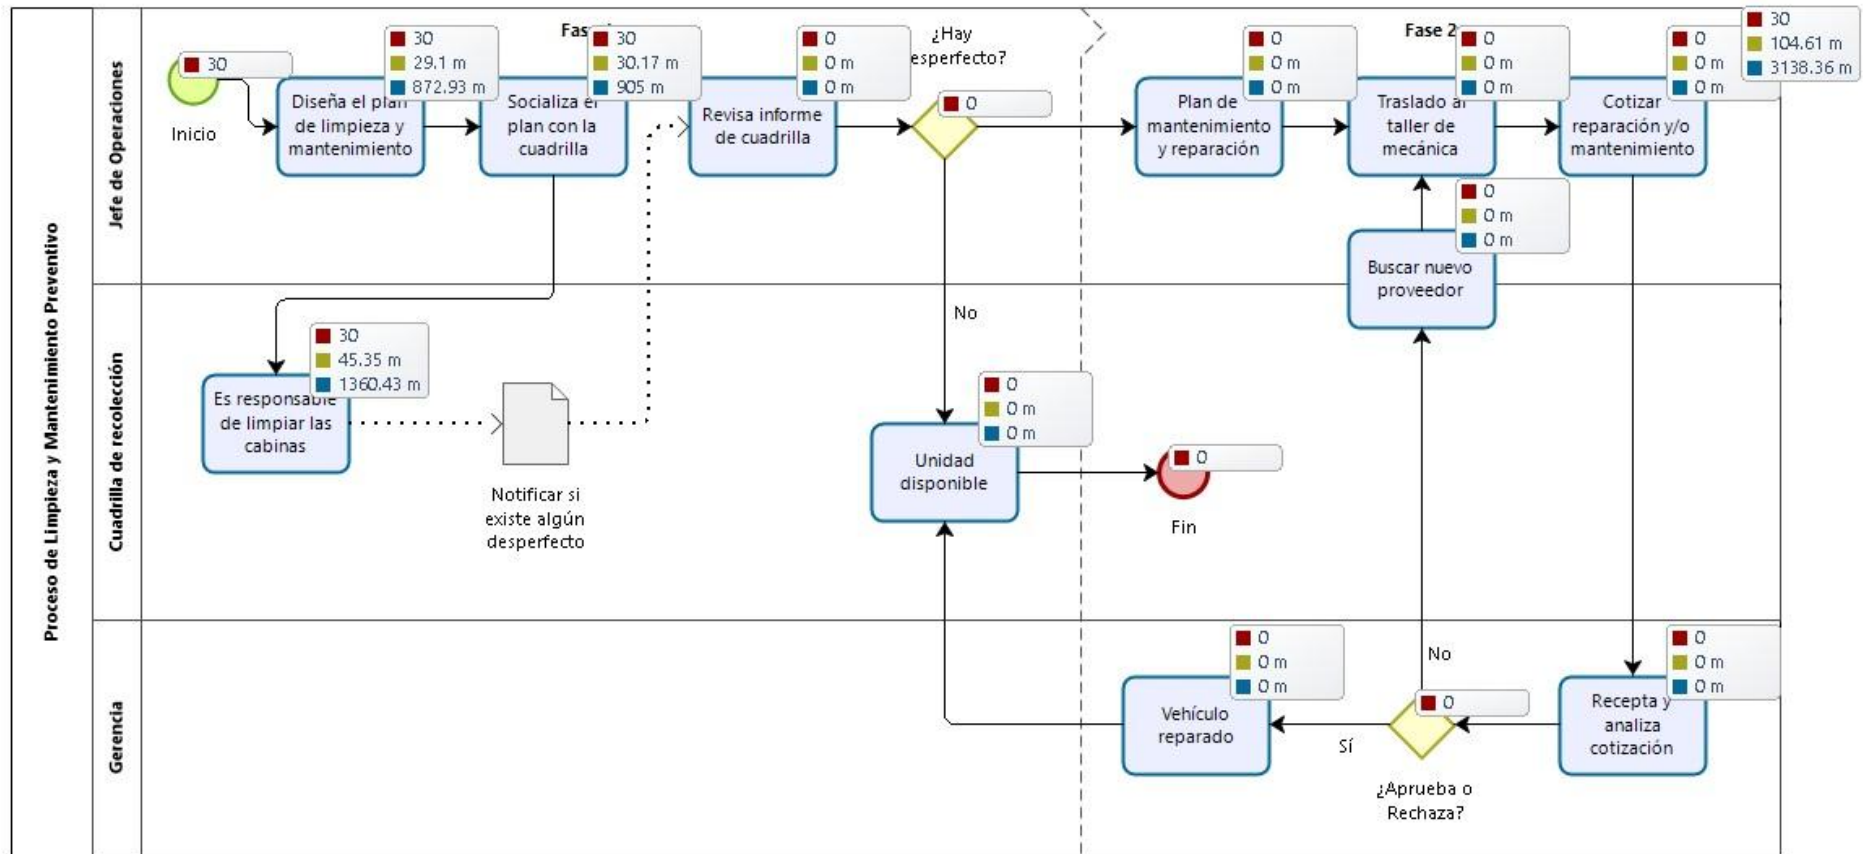 Proceso de Limpieza y Mantenimiento Preventivo
Jefe de Operaciones
Cuadrilla de recolección
Gerencia
Fase 2
30
Inicio
30
29.1 m
872.93 m
Diseña el plan
de limpieza y
mantenimiento
30
30.17 m
905 m
Socializa el
plan con la
cuadrilla
0
0 m
0 m
Revisa informe
de cuadrilla
¿Hay
desperfecto?
0
No
0
0 m
0 m
Plan de
mantenimiento
y reparación
0
0 m
0 m
Traslado al
taller de
mecánica
0
0 m
0 m
Cotizar
reparación y/o
mantenimiento
30
104.61 m
3138.36 m
0
0 m
0 m
Buscar nuevo
proveedor
30
45.35 m
1360.43 m
Es responsable
de limpiar las
cabinas
Notificar si
existe algún
desperfecto
0
0 m
0 m
Unidad
disponible
0
Fin
0
0 m
0 m
Vehículo
reparado
Sí
No
0
¿Aprueba o
Rechaza?
0
0 m
0 m
Recepta y
analiza
cotización